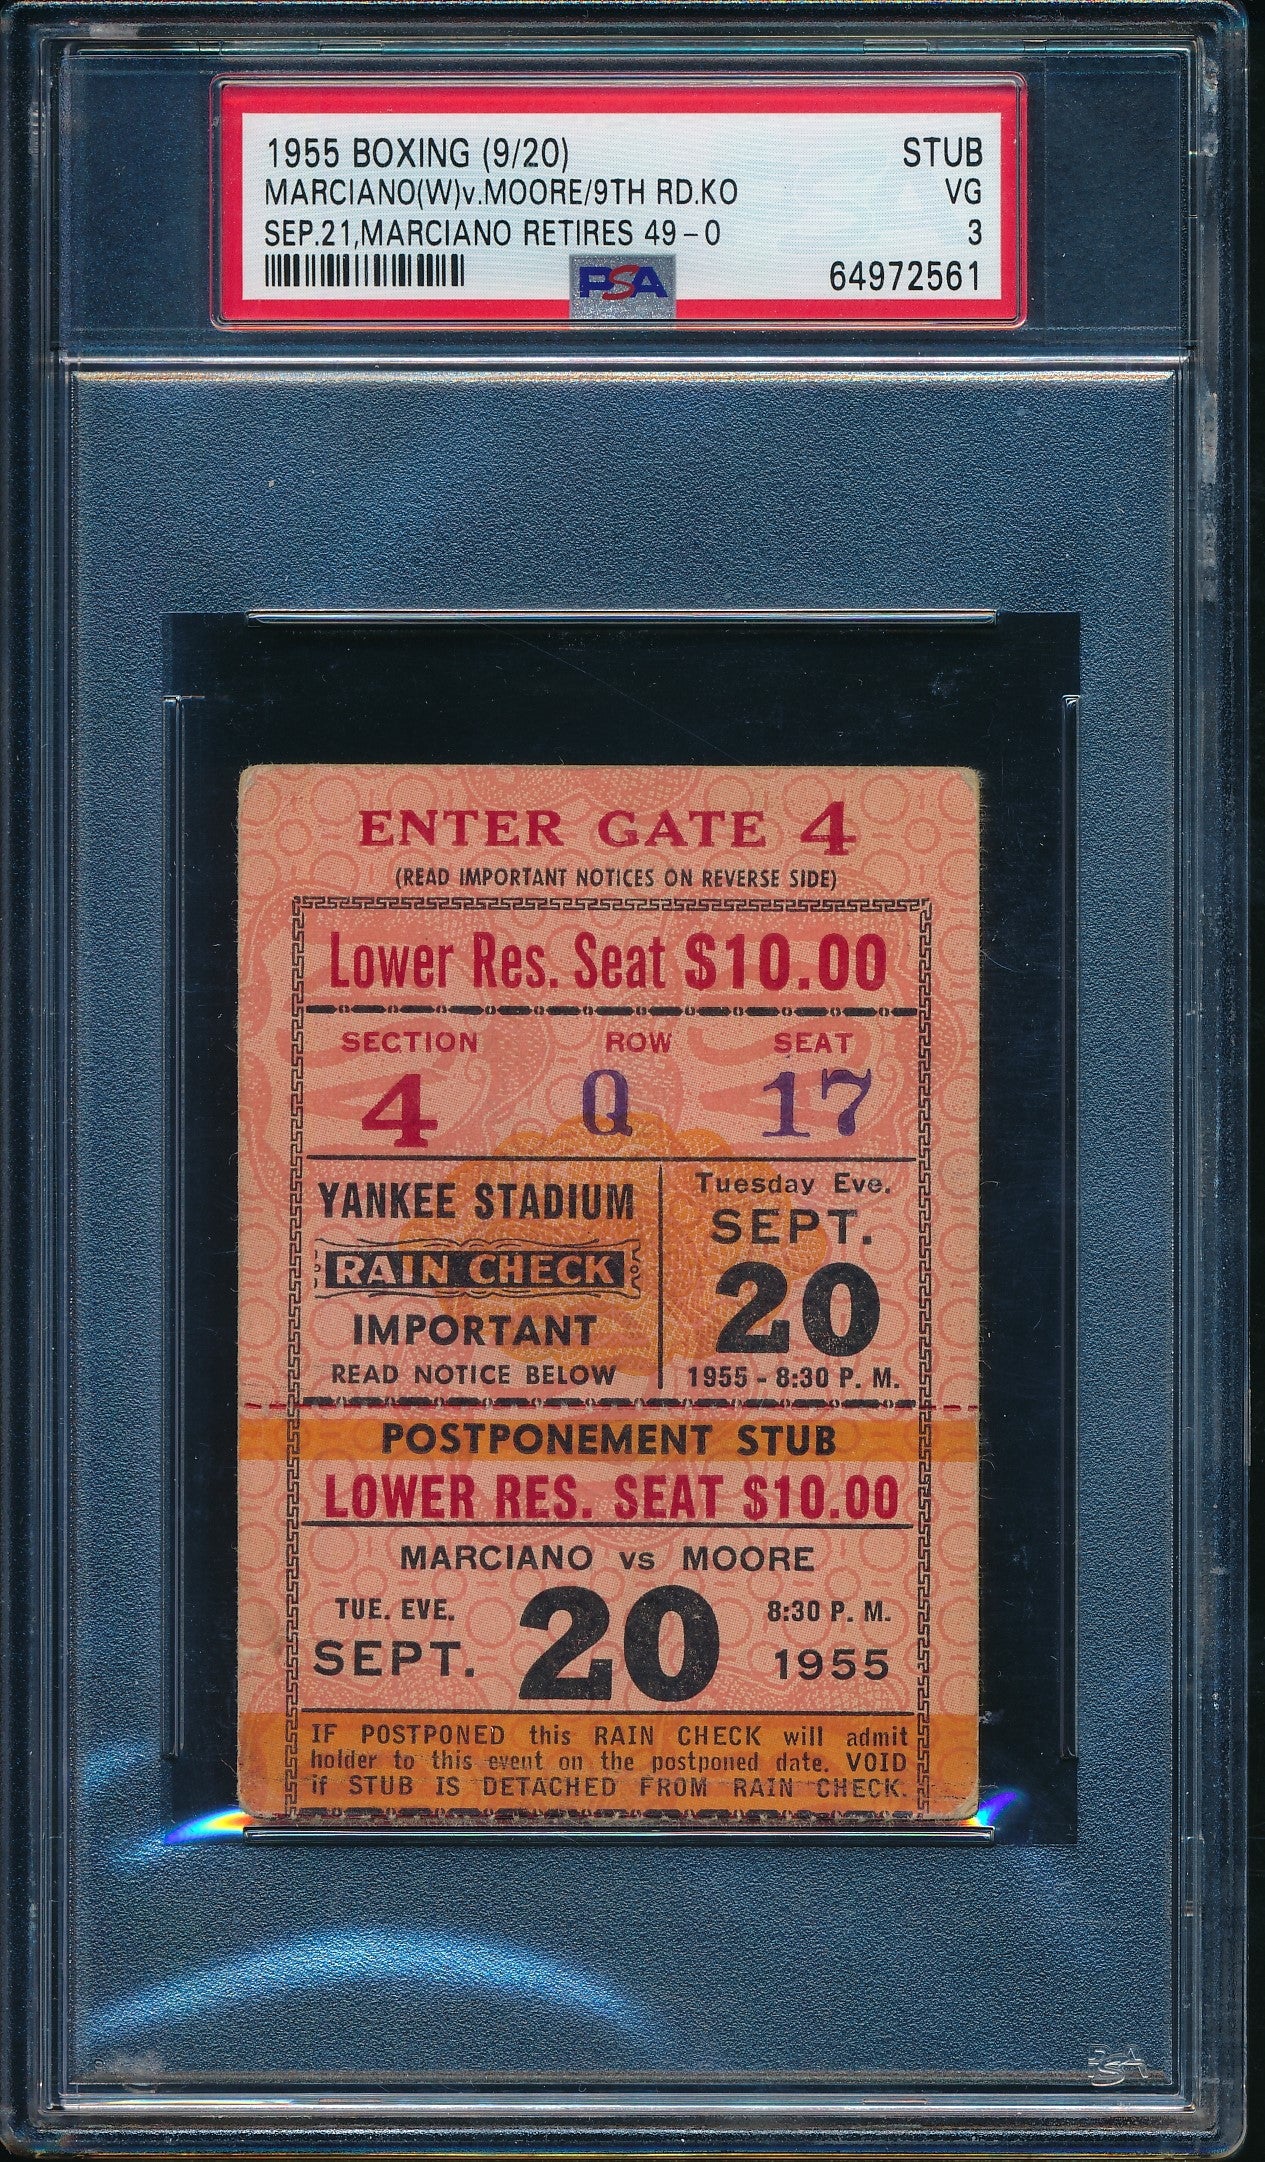 1955 BOXING (9/20) STUB
MARCIANO(W)v.MOORE/9TH RD.KO VG
SEP.21,MARCIANO RETIRES 49-0 3
PSA 64972561
ENTER GATE 4
(READ IMPORTANT NOTICES ON REVERSE SIDE)
Lower Res. Seat $10.00
SECTION ROW SEAT
4 Q 17
YANKEE STADIUM
RAIN CHECK
IMPORTANT
READ NOTICE BELOW
Tuesday Eve.
SEPT.
20
1955 - 8:30 P. M.
POSTPONEMENT STUB
LOWER RES. SEAT $10.00
MARCIANO vs MOORE
TUE. EVE.
SEPT. 20
8:30 P. M.
1955
IF POSTPONED this RAIN CHECK will admit
holder to this event on the postponed date. VOID
if STUB IS DETACHED FROM RAIN CHECK.
PSA